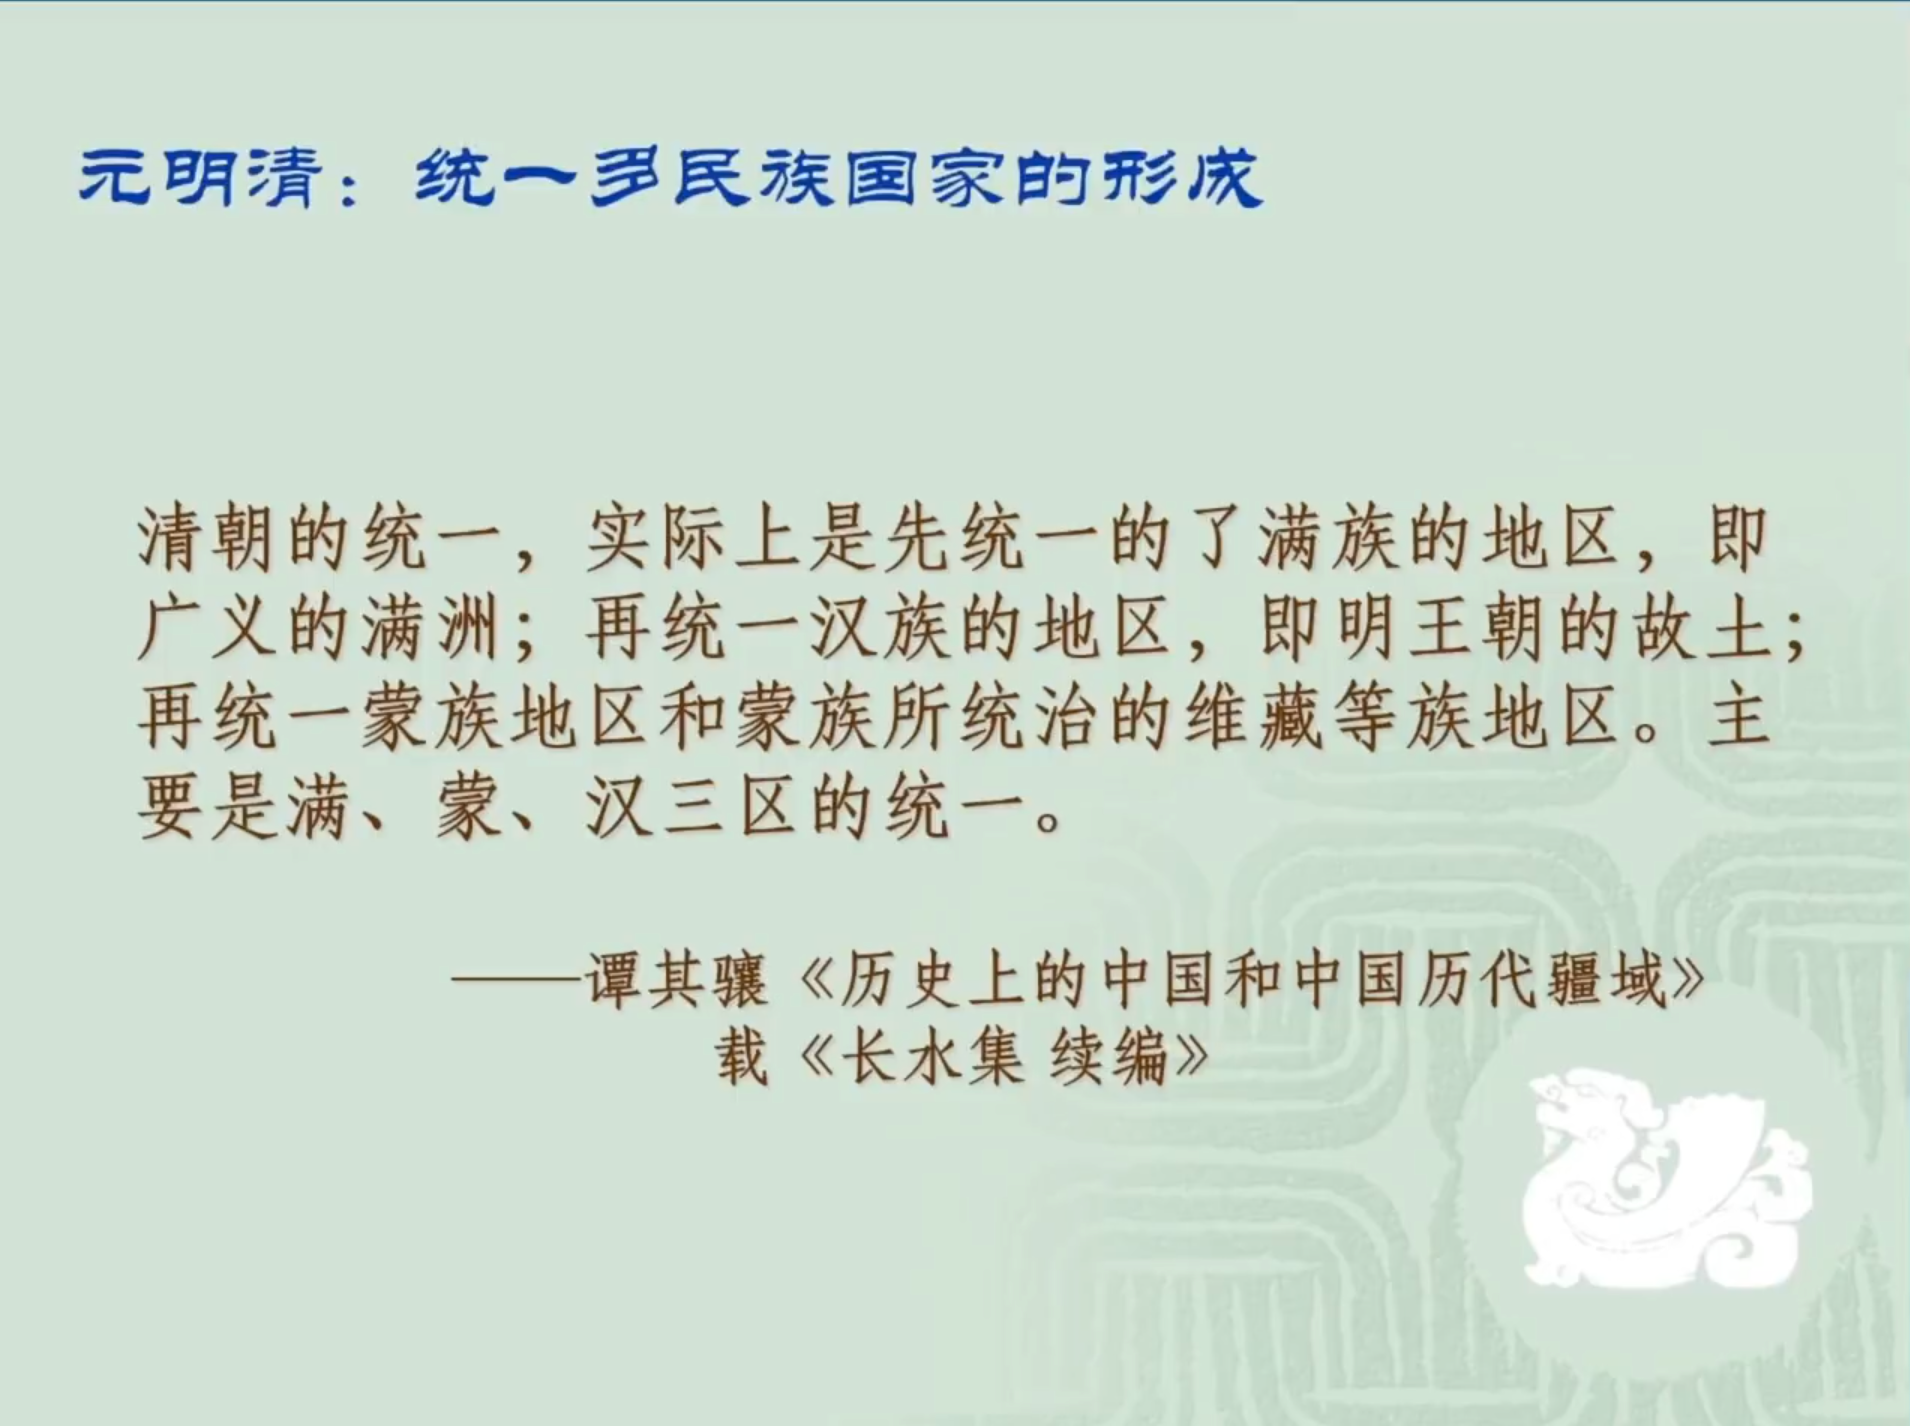 元明清：统一多民族国家的形成
清朝的统一，实际上是先统一的了满族的地区，即
广义的满洲；再统一汉族的地区，即明王朝的故土；
再统一蒙族地区和蒙族所统治的维藏等族地区。主
要是满、蒙、汉三区的统一。
——谭其骧《历史上的中国和中国历代疆域》
载《长水集 续编》